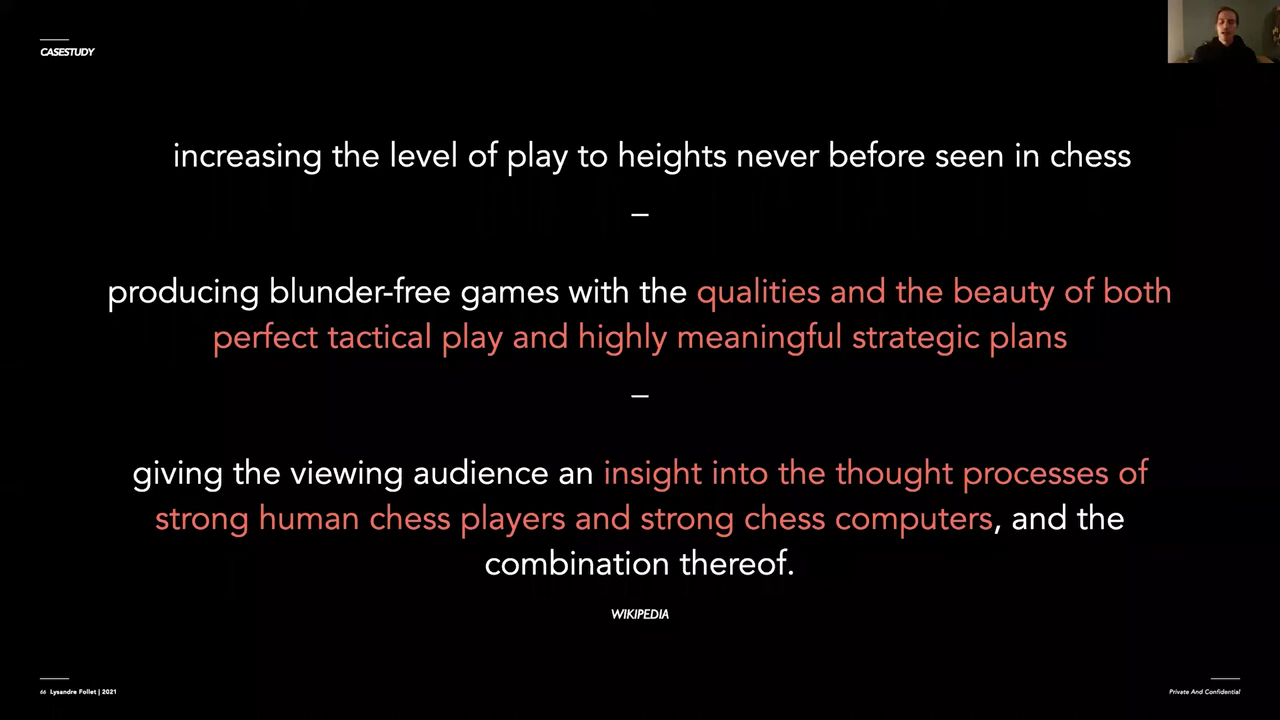 CASESTUDY
increasing the level of play to heights never before seen in chess
–
producing blunder-free games with the qualities and the beauty of both
perfect tactical play and highly meaningful strategic plans
–
giving the viewing audience an insight into the thought processes of
strong human chess players and strong chess computers, and the
combination thereof.
WIKIPEDIA
66 Lysandre Follet | 2021
Private And Confidential